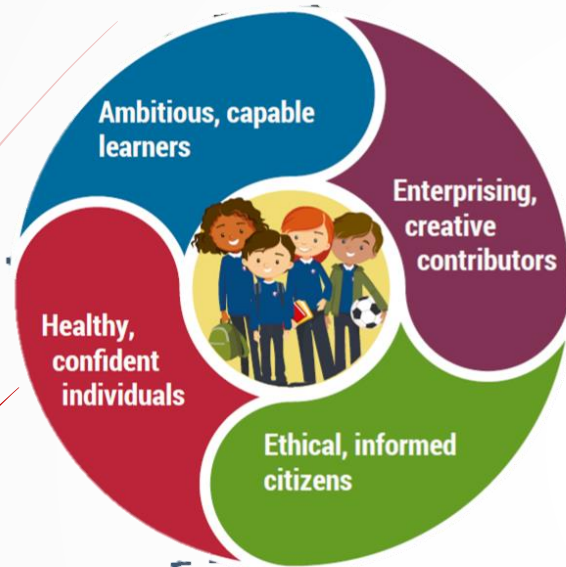 Ambitious, capable
learners
Enterprising,
creative
contributors
Healthy,
confident
individuals
Ethical, informed
citizens